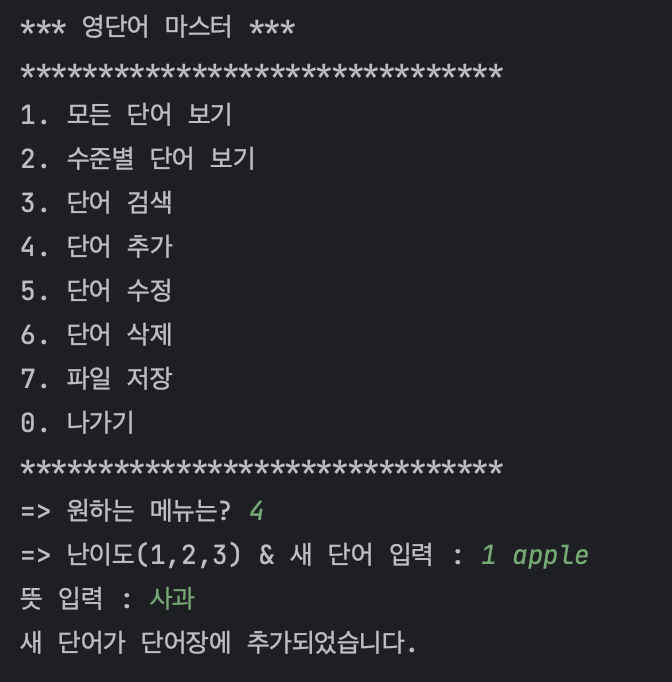 *** 영단어 마스터 ***
*******************************
1. 모든 단어 보기
2. 수준별 단어 보기
3. 단어 검색
4. 단어 추가
5. 단어 수정
6. 단어 삭제
7. 파일 저장
0. 나가기
*******************************
=> 원하는 메뉴는? 4
=> 난이도(1,2,3) & 새 단어 입력 : 1 apple
뜻 입력 : 사과
새 단어가 단어장에 추가되었습니다.